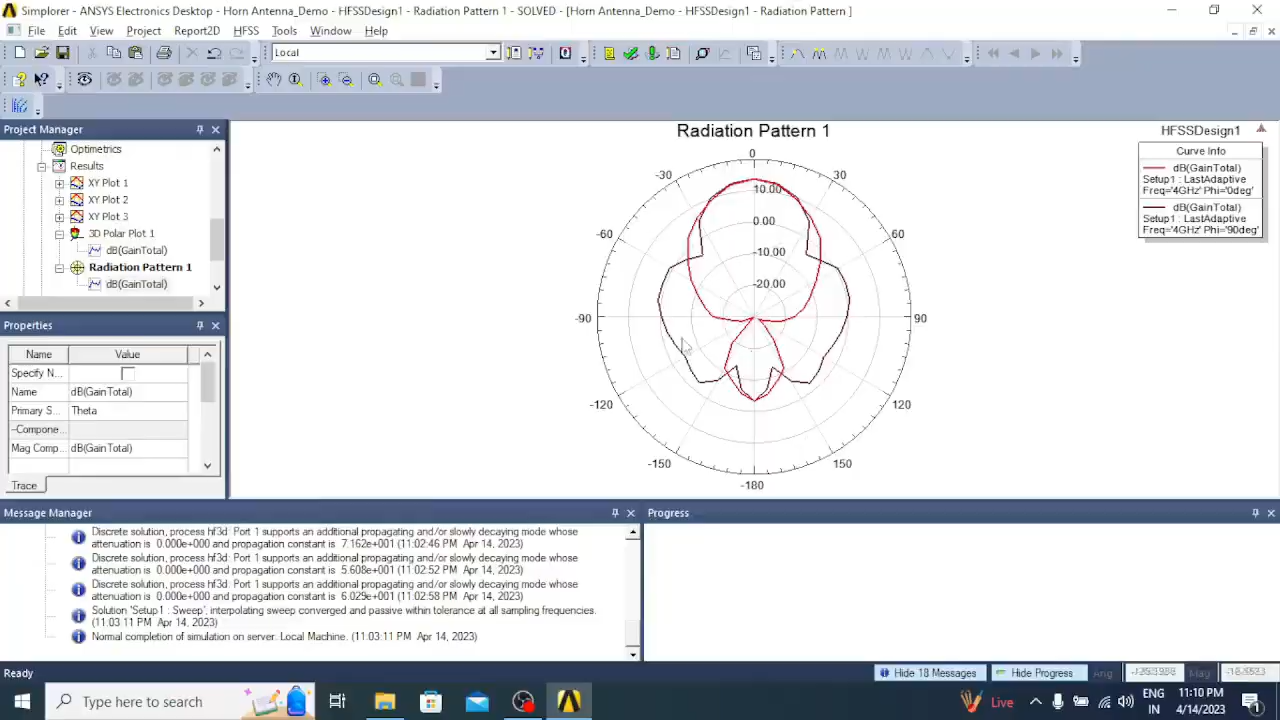 Simplorer - ANSYS Electronics Desktop - Horn Antenna_Demo - HFSSDesign1 - Radiation Pattern 1 - SOLVED - [Horn Antenna_Demo - HFSSDesign1 - Radiation Pattern ]
File Edit View Project Report2D HFSS Tools Window Help
Local
Project Manager
Optimetrics
Results
XY Plot 1
XY Plot 2
XY Plot 3
3D Polar Plot 1
dB(GainTotal)
Radiation Pattern 1
dB(GainTotal)
Properties
Name Value
Specify N...
Name dB(GainTotal)
Primary S... Theta
-Compone...
Mag Comp... dB(GainTotal)
Trace
Radiation Pattern 1
0
-30 30
10.00
0.00
-60 60
-10.00
-20.00
-90 90
-120 120
-150 150
-180
HFSSDesign1
Curve Info
dB(GainTotal)
Setup1 : LastAdaptive
Freq='4GHz' Phi='0deg'
dB(GainTotal)
Setup1 : LastAdaptive
Freq='4GHz' Phi='90deg'
Message Manager
Discrete solution, process hf3d: Port 1 supports an additional propagating and/or slowly decaying mode whose
attenuation is 0.000e+000 and propagation constant is 7.162e+001 (11:02:46 PM Apr 14, 2023)
Discrete solution, process hf3d: Port 1 supports an additional propagating and/or slowly decaying mode whose
attenuation is 0.000e+000 and propagation constant is 5.608e+001 (11:02:52 PM Apr 14, 2023)
Discrete solution, process hf3d: Port 1 supports an additional propagating and/or slowly decaying mode whose
attenuation is 0.000e+000 and propagation constant is 6.029e+001 (11:02:58 PM Apr 14, 2023)
Solution 'Setup1 : Sweep', interpolating sweep converged and passive within tolerance at all sampling frequencies.
(11:03:11 PM Apr 14, 2023)
Normal completion of simulation on server: Local Machine. (11:03:11 PM Apr 14, 2023)
Progress
Ready
Hide 18 Messages
Hide Progress
Ang
Mag
Type here to search
Live
ENG
IN
11:10 PM
4/14/2023
1